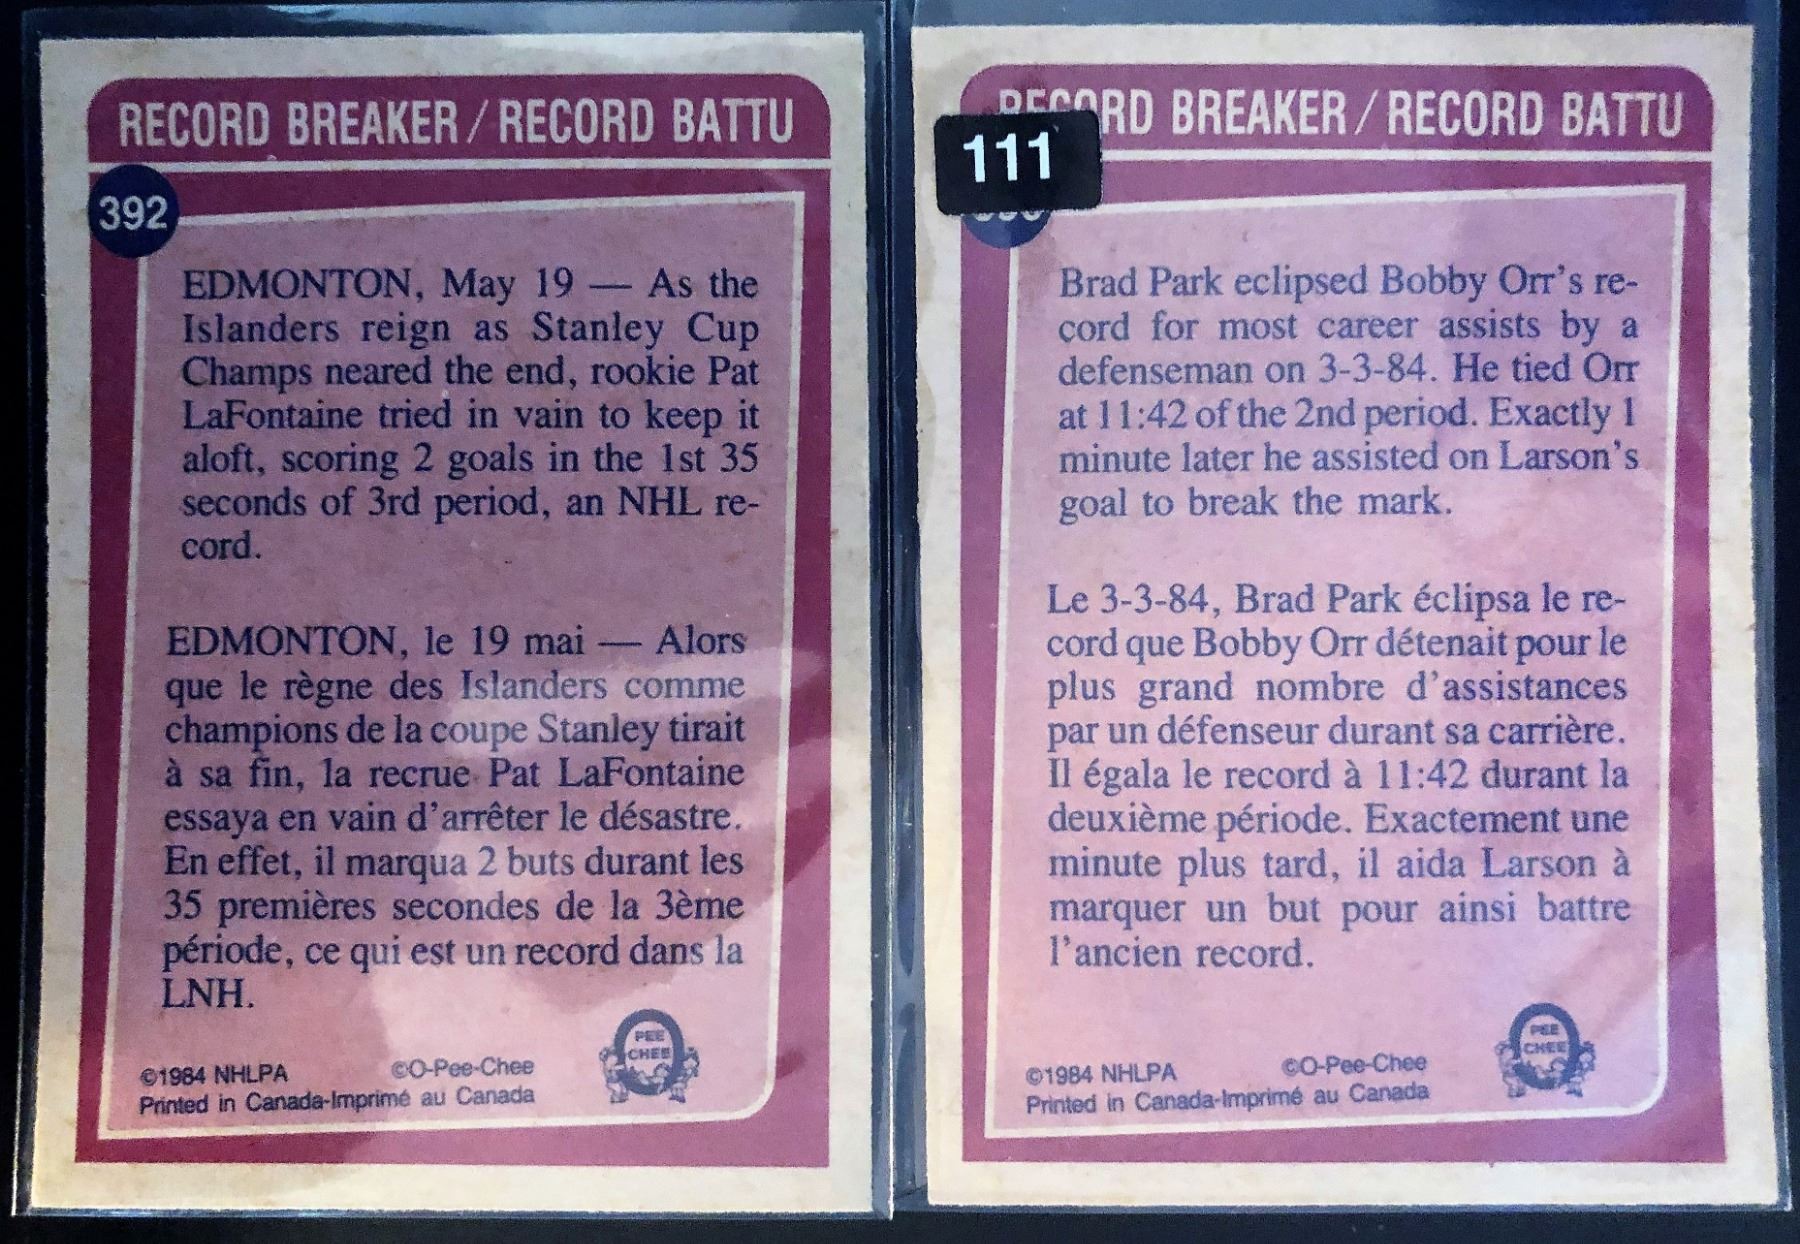 RECORD BREAKER / RECORD BATTU
392
EDMONTON, May 19 — As the
Islanders reign as Stanley Cup
Champs neared the end, rookie Pat
LaFontaine tried in vain to keep it
aloft, scoring 2 goals in the 1st 35
seconds of 3rd period, an NHL re-
cord.
EDMONTON, le 19 mai — Alors
que le règne des Islanders comme
champions de la coupe Stanley tirait
à sa fin, la recrue Pat LaFontaine
essaya en vain d'arrêter le désastre.
En effet, il marqua 2 buts durant les
35 premières secondes de la 3ème
période, ce qui est un record dans la
LNH.
©1984 NHLPA ©O-Pee-Chee
Printed in Canada-Imprimé au Canada
PEE
CHEE
RECORD BREAKER / RECORD BATTU
111
Brad Park eclipsed Bobby Orr's re-
cord for most career assists by a
defenseman on 3-3-84. He tied Orr
at 11:42 of the 2nd period. Exactly 1
minute later he assisted on Larson's
goal to break the mark.
Le 3-3-84, Brad Park éclipsa le re-
cord que Bobby Orr détenait pour le
plus grand nombre d'assistances
par un défenseur durant sa carrière.
Il égala le record à 11:42 durant la
deuxième période. Exactement une
minute plus tard, il aida Larson à
marquer un but pour ainsi battre
l'ancien record.
©1984 NHLPA ©O-Pee-Chee
Printed in Canada-Imprimé au Canada
PEE
CHEE